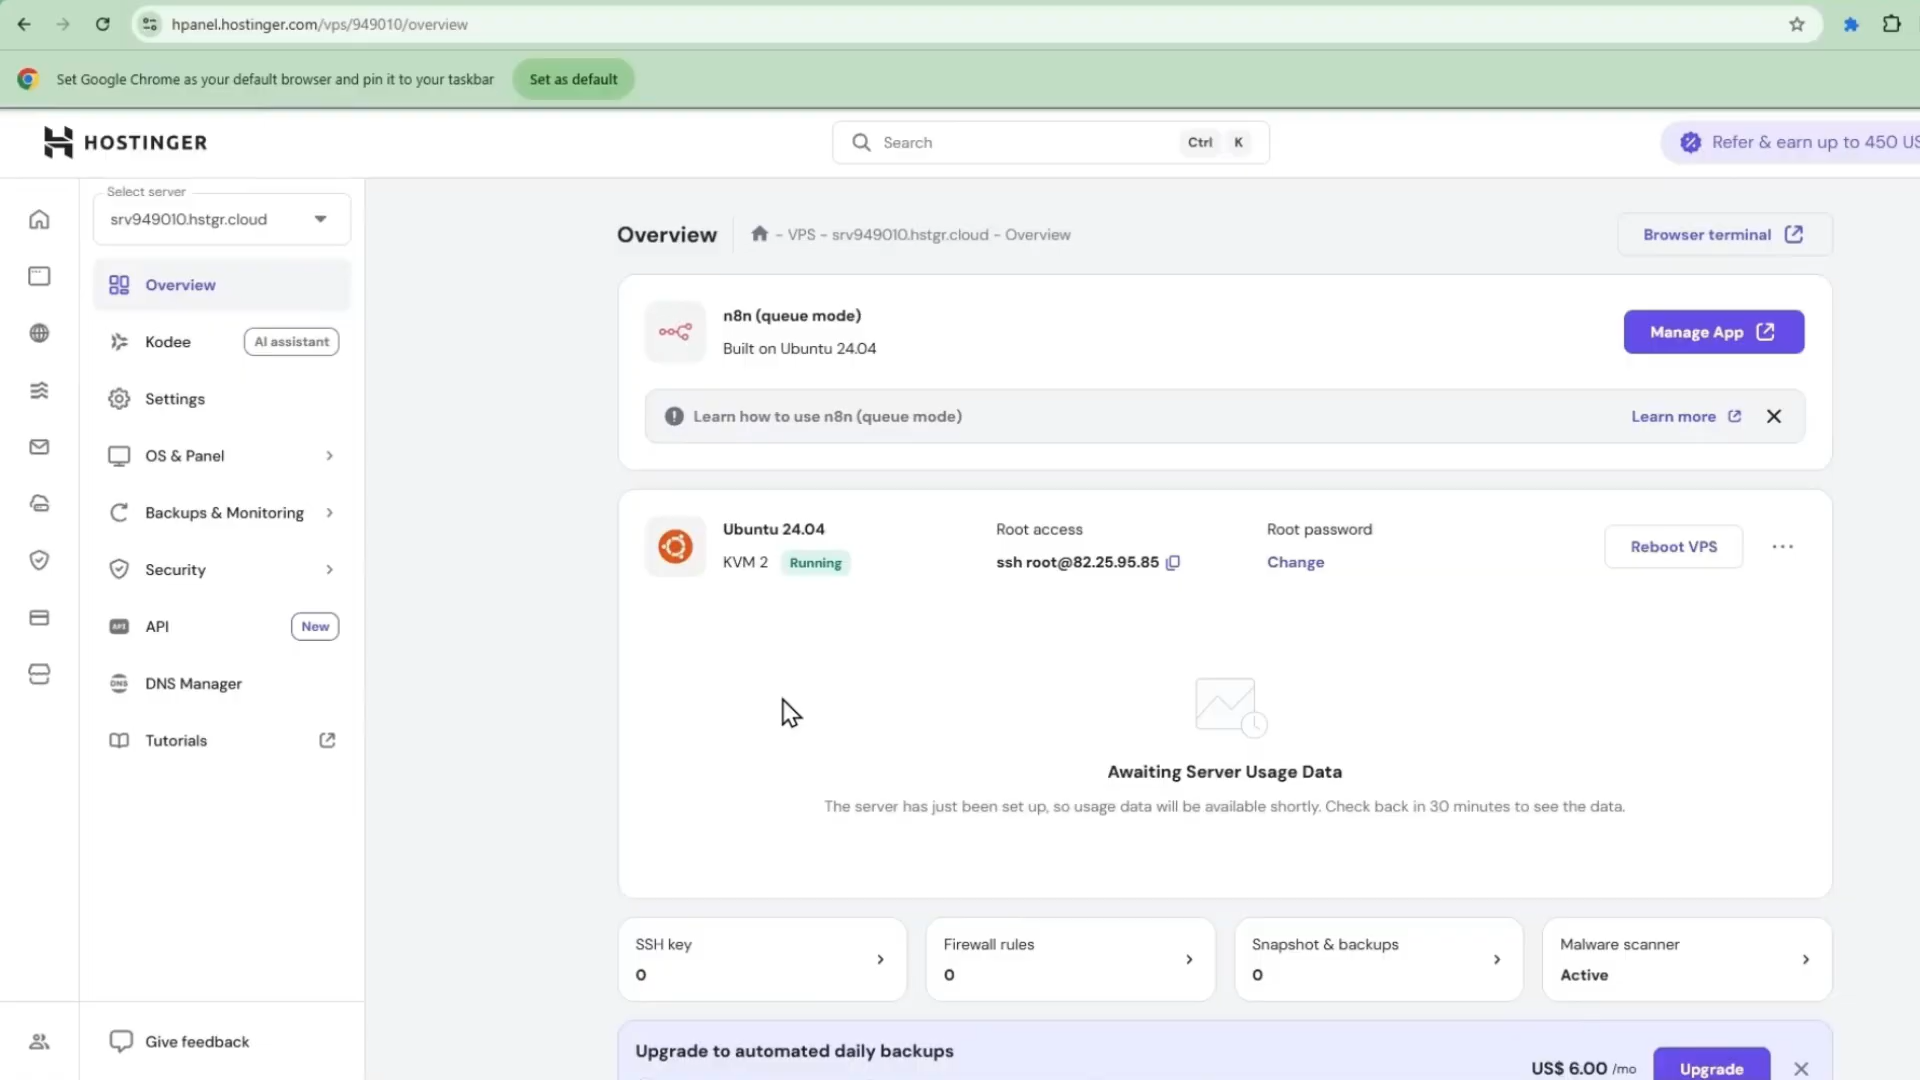 hpanel.hostinger.com/vps/949010/overview
Set Google Chrome as your default browser and pin it to your taskbar
Set as default
HOSTINGER
Search
Ctrl
K
Refer & earn up to 450 US
Select server
srv949010.hstgr.cloud
Overview
Kodee
AI assistant
Settings
OS & Panel
Backups & Monitoring
Security
API
API
New
DNS
DNS Manager
Tutorials
Give feedback
Overview
- VPS - srv949010.hstgr.cloud - Overview
Browser terminal
n8n (queue mode)
Built on Ubuntu 24.04
Manage App
Learn how to use n8n (queue mode)
Learn more
Ubuntu 24.04
KVM 2
Running
Root access
ssh root@82.25.95.85
Root password
Change
Reboot VPS
Awaiting Server Usage Data
The server has just been set up, so usage data will be available shortly. Check back in 30 minutes to see the data.
SSH key
0
Firewall rules
0
Snapshot & backups
0
Malware scanner
Active
Upgrade to automated daily backups
US$ 6.00 /mo
Upgrade